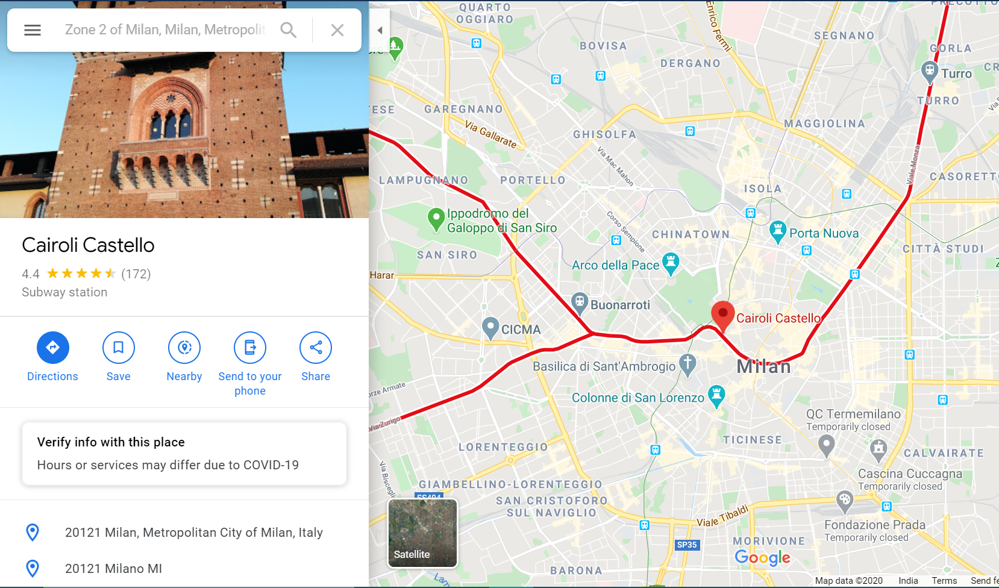 Zone 2 of Milan, Milan, Metropolit
Cairoli Castello
4.4 (172)
Subway station
Directions
Save
Nearby
Send to your
phone
Share
Verify info with this place
Hours or services may differ due to COVID-19
20121 Milan, Metropolitan City of Milan, Italy
20121 Milano MI
QUARTO
OGGIARO
Enrico Fermi
PRECOTTO
SEGNANO
BOVISA
DERGANO
GORLA
CR
Turro
TURRO
ESE
GAREGNANO
Via Gallarate
GHISOLFA
MAGGIOLINA
Via Mac Mahon
Viale Monza
LAMPUGNANO
PORTELLO
ISOLA
CASORETT
Ippodromo del
Galoppo di San Siro
Corso Sempione
CHINATOWN
Porta Nuova
SAN SIRO
Arco della Pace
CITTÀ STUDI
Harar
Buonarroti
Cairoli Castello
CICMA
Basilica di Sant'Ambrogio
Milan
orze Armate
Colonne di San Lorenzo
Via Zurigo
QC Termemilano
Temporarily closed
TICINESE
LORENTEGGIO
CALVAIRATE
Via Biscegli
Cascina Cuccagna
Temporarily closed
GIAMBELLINO-LORENTEGGIO
SS494
SAN CRISTOFORO
SUL NAVIGLIO
Viale Tibaldi
Fondazione Prada
Temporarily closed
Satellite
SP35
MORIVIONE
Google
BARONA
Map data ©2020 India Terms Send fe